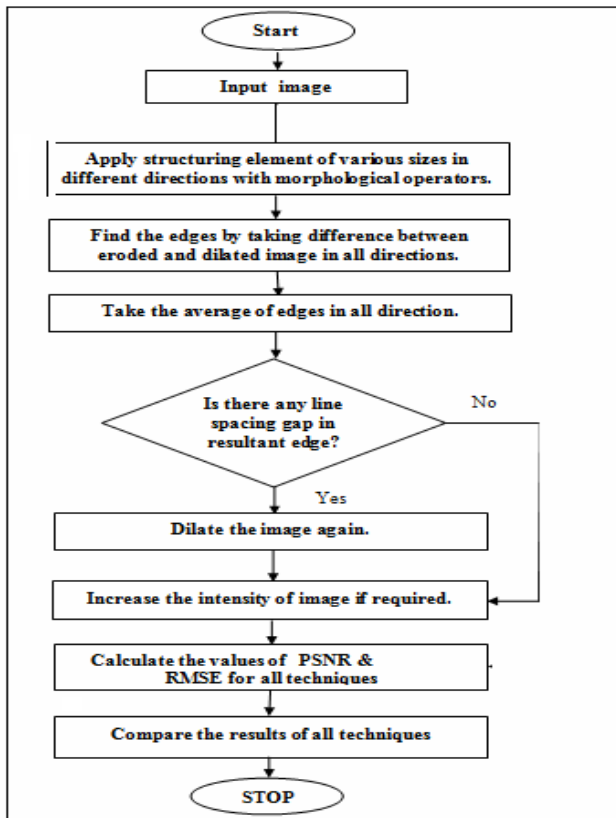 Start
Input image
Apply structuring element of various sizes in
different directions with morphological operators.
Find the edges by taking difference between
eroded and dilated image in all directions.
Take the average of edges in all direction.
Is there any line
spacing gap in
resultant edge?
No
Yes
Dilate the image again.
Increase the intensity of image if required.
Calculate the values of PSNR &
RMSE for all techniques
Compare the results of all techniques
STOP